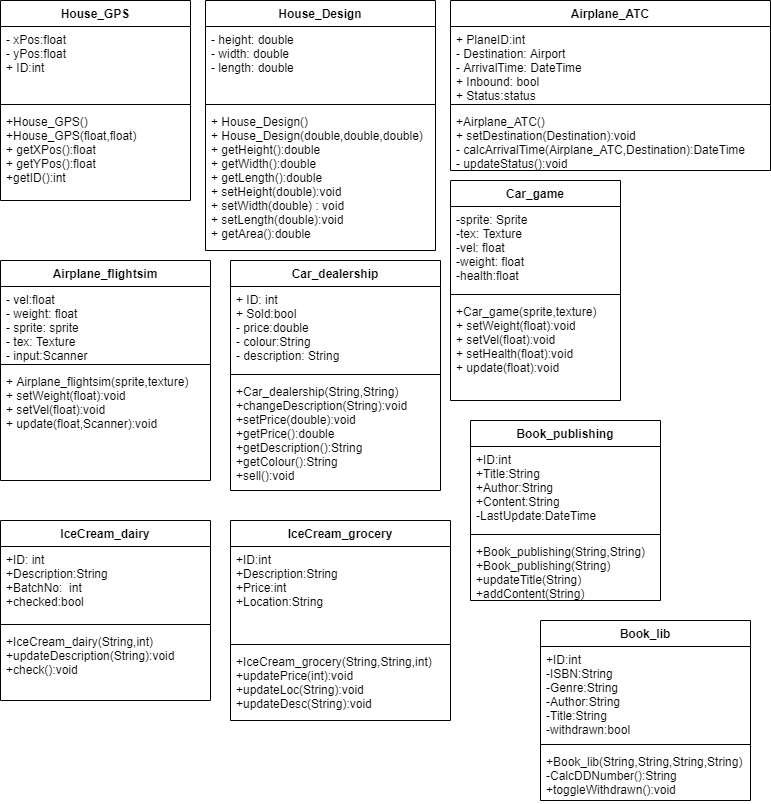 House_GPS
- xPos:float
- yPos:float
+ ID:int
+House_GPS()
+House_GPS(float,float)
+ getXPos():float
+ getYPos():float
+getID():int
House_Design
- height: double
- width: double
- length: double
+ House_Design()
+ House_Design(double,double,double)
+ getHeight():double
+ getWidth():double
+ getLength():double
+ setHeight(double):void
+ setWidth(double) : void
+ setLength(double):void
+ getArea():double
Airplane_ATC
+ PlaneID:int
- Destination: Airport
- ArrivalTime: DateTime
+ Inbound: bool
+ Status:status
+Airplane_ATC()
+ setDestination(Destination):void
- calcArrivalTime(Airplane_ATC,Destination):DateTime
- updateStatus():void
Car_game
-sprite: Sprite
-tex: Texture
-vel: float
-weight: float
-health:float
+Car_game(sprite,texture)
+ setWeight(float):void
+ setVel(float):void
+ setHealth(float):void
+ update(float):void
Airplane_flightsim
- vel:float
- weight: float
- sprite: sprite
- tex: Texture
- input:Scanner
+ Airplane_flightsim(sprite,texture)
+ setWeight(float):void
+ setVel(float):void
+ update(float,Scanner):void
Car_dealership
+ ID: int
+ Sold:bool
- price:double
- colour:String
- description: String
+Car_dealership(String,String)
+changeDescription(String):void
+setPrice(double):void
+getPrice():double
+getDescription():String
+getColour():String
+sell():void
Book_publishing
+ID:int
+Title:String
+Author:String
+Content:String
-LastUpdate:DateTime
+Book_publishing(String,String)
+Book_publishing(String)
+updateTitle(String)
+addContent(String)
IceCream_dairy
+ID: int
+Description:String
+BatchNo:  int
+checked:bool
+IceCream_dairy(String,int)
+updateDescription(String):void
+check():void
IceCream_grocery
+ID:int
+Description:String
+Price:int
+Location:String
+IceCream_grocery(String,String,int)
+updatePrice(int):void
+updateLoc(String):void
+updateDesc(String):void
Book_lib
+ID:int
-ISBN:String
-Genre:String
-Author:String
-Title:String
-withdrawn:bool
+Book_lib(String,String,String,String)
-CalcDDNumber():String
+toggleWithdrawn():void